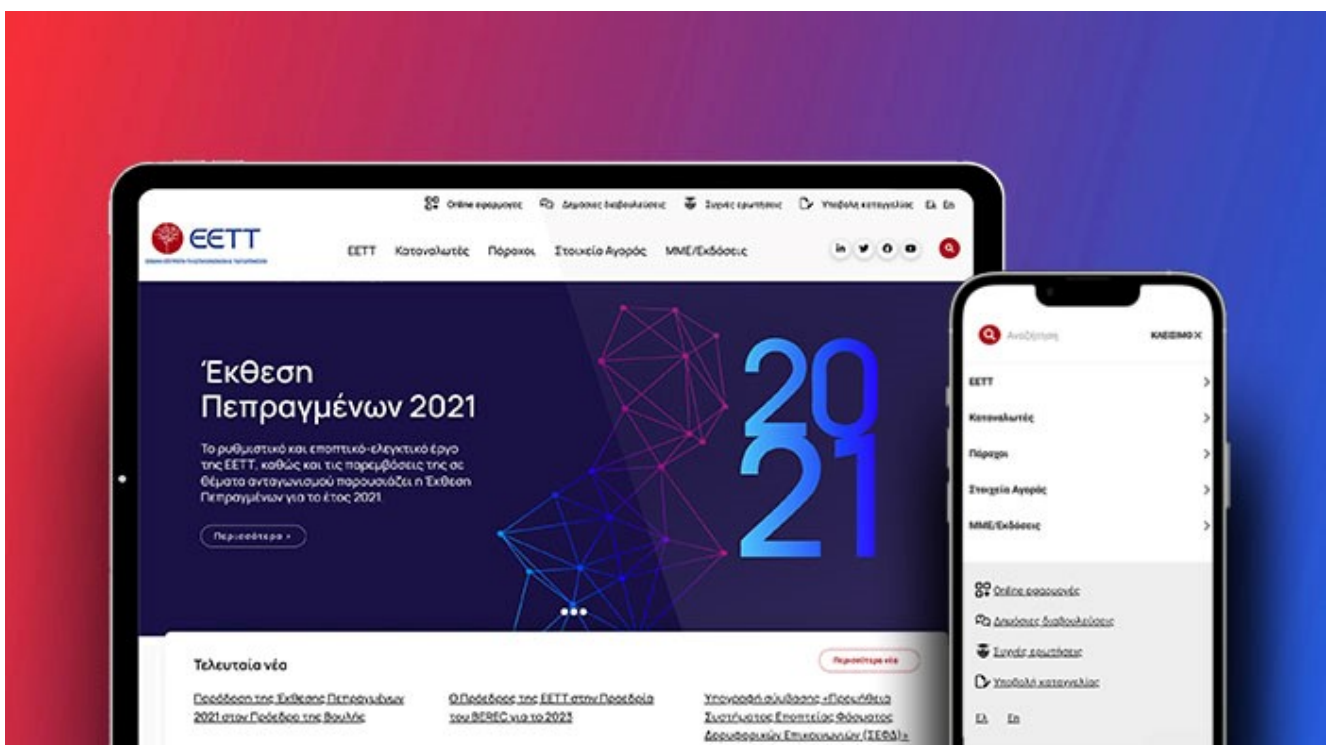 Online εφαρμογές Δημόσιες διαβουλεύσεις Συχνές ερωτήσεις Υποβολή καταγγελίας Ελ En
ΕΕΤΤ
ΕΕΤΤ Καταναλωτές Πάροχοι Στοιχεία Αγοράς ΜΜΕ/Εκδόσεις
Έκθεση
Πεπραγμένων 2021
Το ρυθμιστικό και εποπτικό-ελεγκτικό έργο
της ΕΕΤΤ, καθώς και τις παρεμβάσεις της σε
θέματα ανταγωνισμού παρουσιάζει η Έκθεση
Πεπραγμένων για το έτος 2021
Περισσότερα ›
20
21
Τελευταία νέα
Περισσότερα νέα
Παράδοση της Έκθεσης Πεπραγμένων
2021 στον Πρόεδρο της Βουλής
Ο Πρόεδρος της ΕΕΤΤ στην Προεδρία
του BEREC για το 2023
Υπογραφή σύμβασης «Προμήθεια
Συστήματος Εποπτείας Φάσματος
Δορυφορικών Επικοινωνιών (ΣΕΦΔ)»
Αναζήτηση ΚΛΕΙΣΙΜΟ X
ΕΕΤΤ
Καταναλωτές
Πάροχοι
Στοιχεία Αγοράς
ΜΜΕ/Εκδόσεις
Online εφαρμογές
Δημόσιες διαβουλεύσεις
Συχνές ερωτήσεις
Υποβολή καταγγελίας
Ελ En